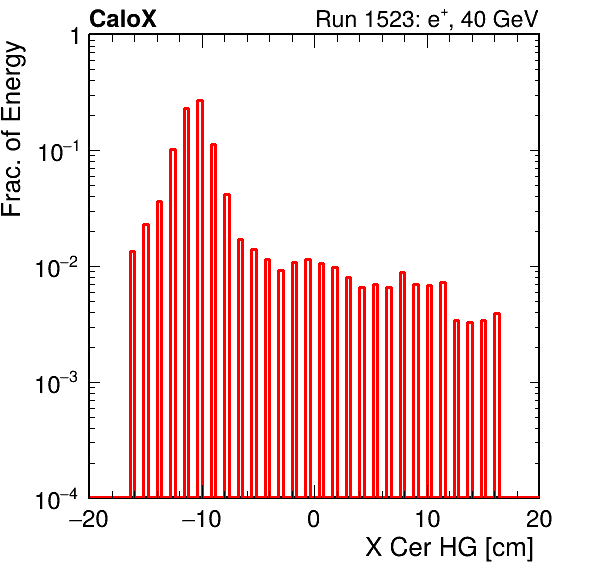 CaloX Run 1523: e⁺, 40 GeV
Frac. of Energy
1
10⁻¹
10⁻²
10⁻³
10⁻⁴
−20 −10 0 10 20
X Cer HG [cm]